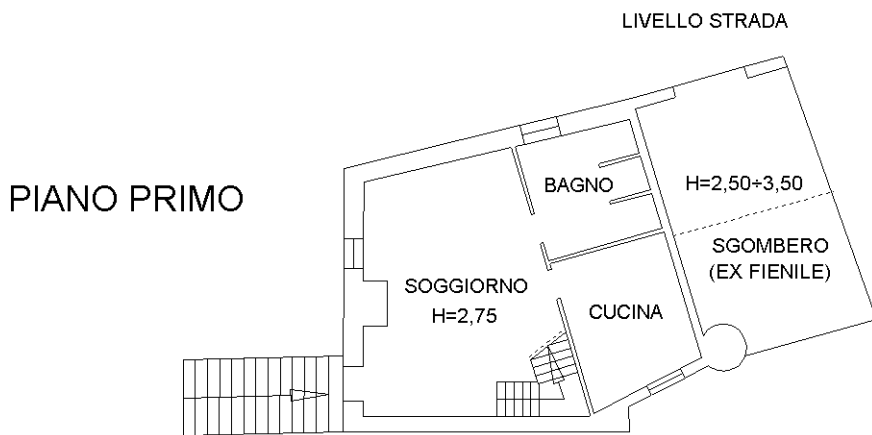 LIVELLO STRADA
PIANO PRIMO
BAGNO
H=2,50÷3,50
SGOMBERO
(EX FIENILE)
SOGGIORNO
H=2,75
CUCINA